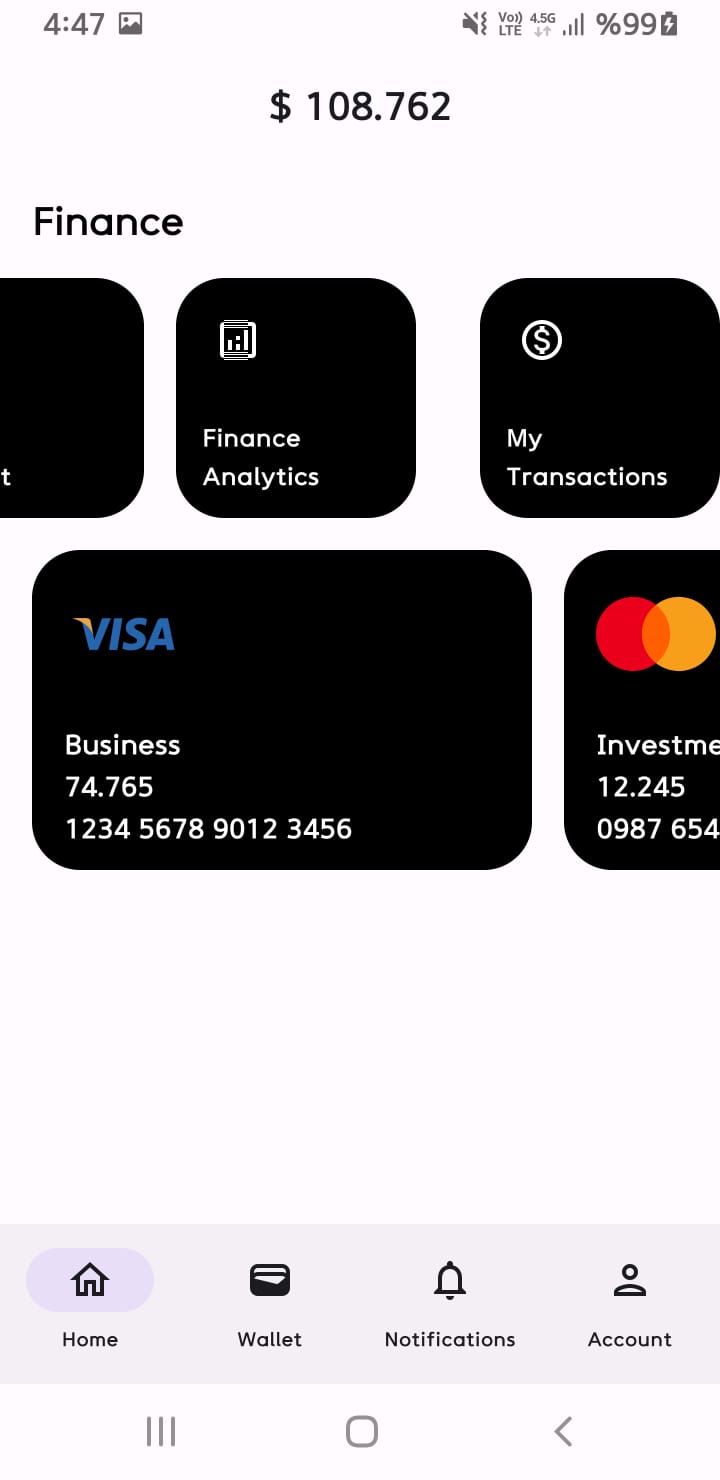 4:47 Vo)) LTE 4.5G %99
$ 108.762
Finance
t
Finance
Analytics
My
Transactions
VISA
Business
74.765
1234 5678 9012 3456
Investme
12.245
0987 654
Home Wallet Notifications Account